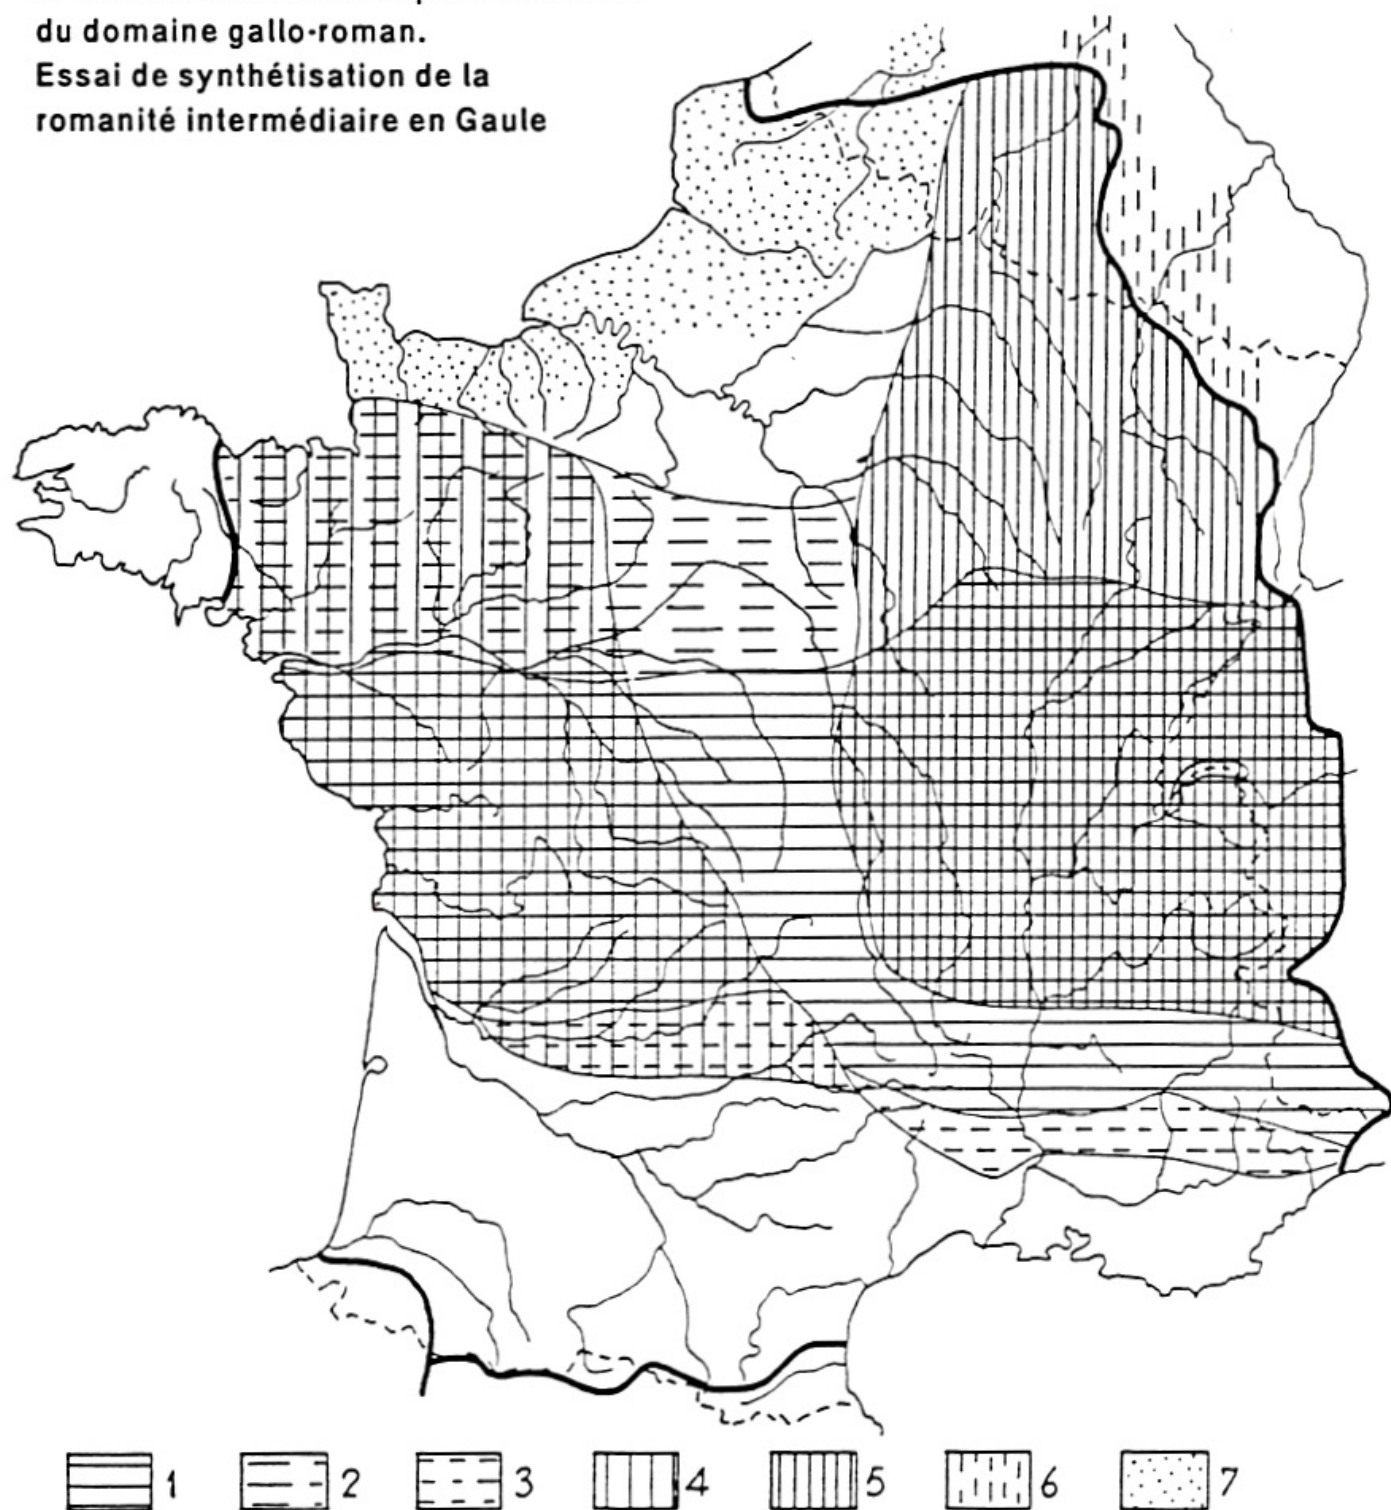 du domaine gallo-roman.
Essai de synthétisation de la
romanité intermédiaire en Gaule
1 2 3 4 5 6 7